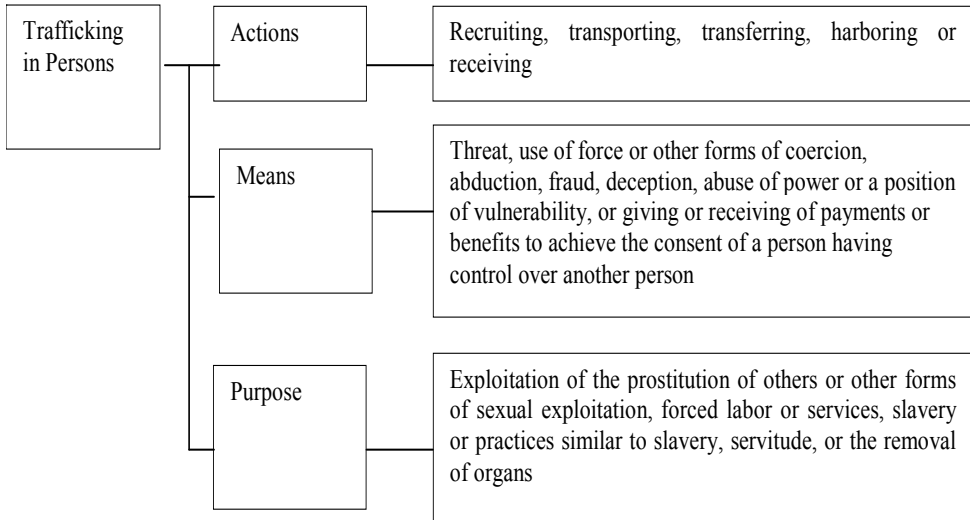 Trafficking
in Persons
Actions
Recruiting, transporting, transferring, harboring or
receiving
Means
Threat, use of force or other forms of coercion,
abduction, fraud, deception, abuse of power or a position
of vulnerability, or giving or receiving of payments or
benefits to achieve the consent of a person having
control over another person
Purpose
Exploitation of the prostitution of others or other forms
of sexual exploitation, forced labor or services, slavery
or practices similar to slavery, servitude, or the removal
of organs